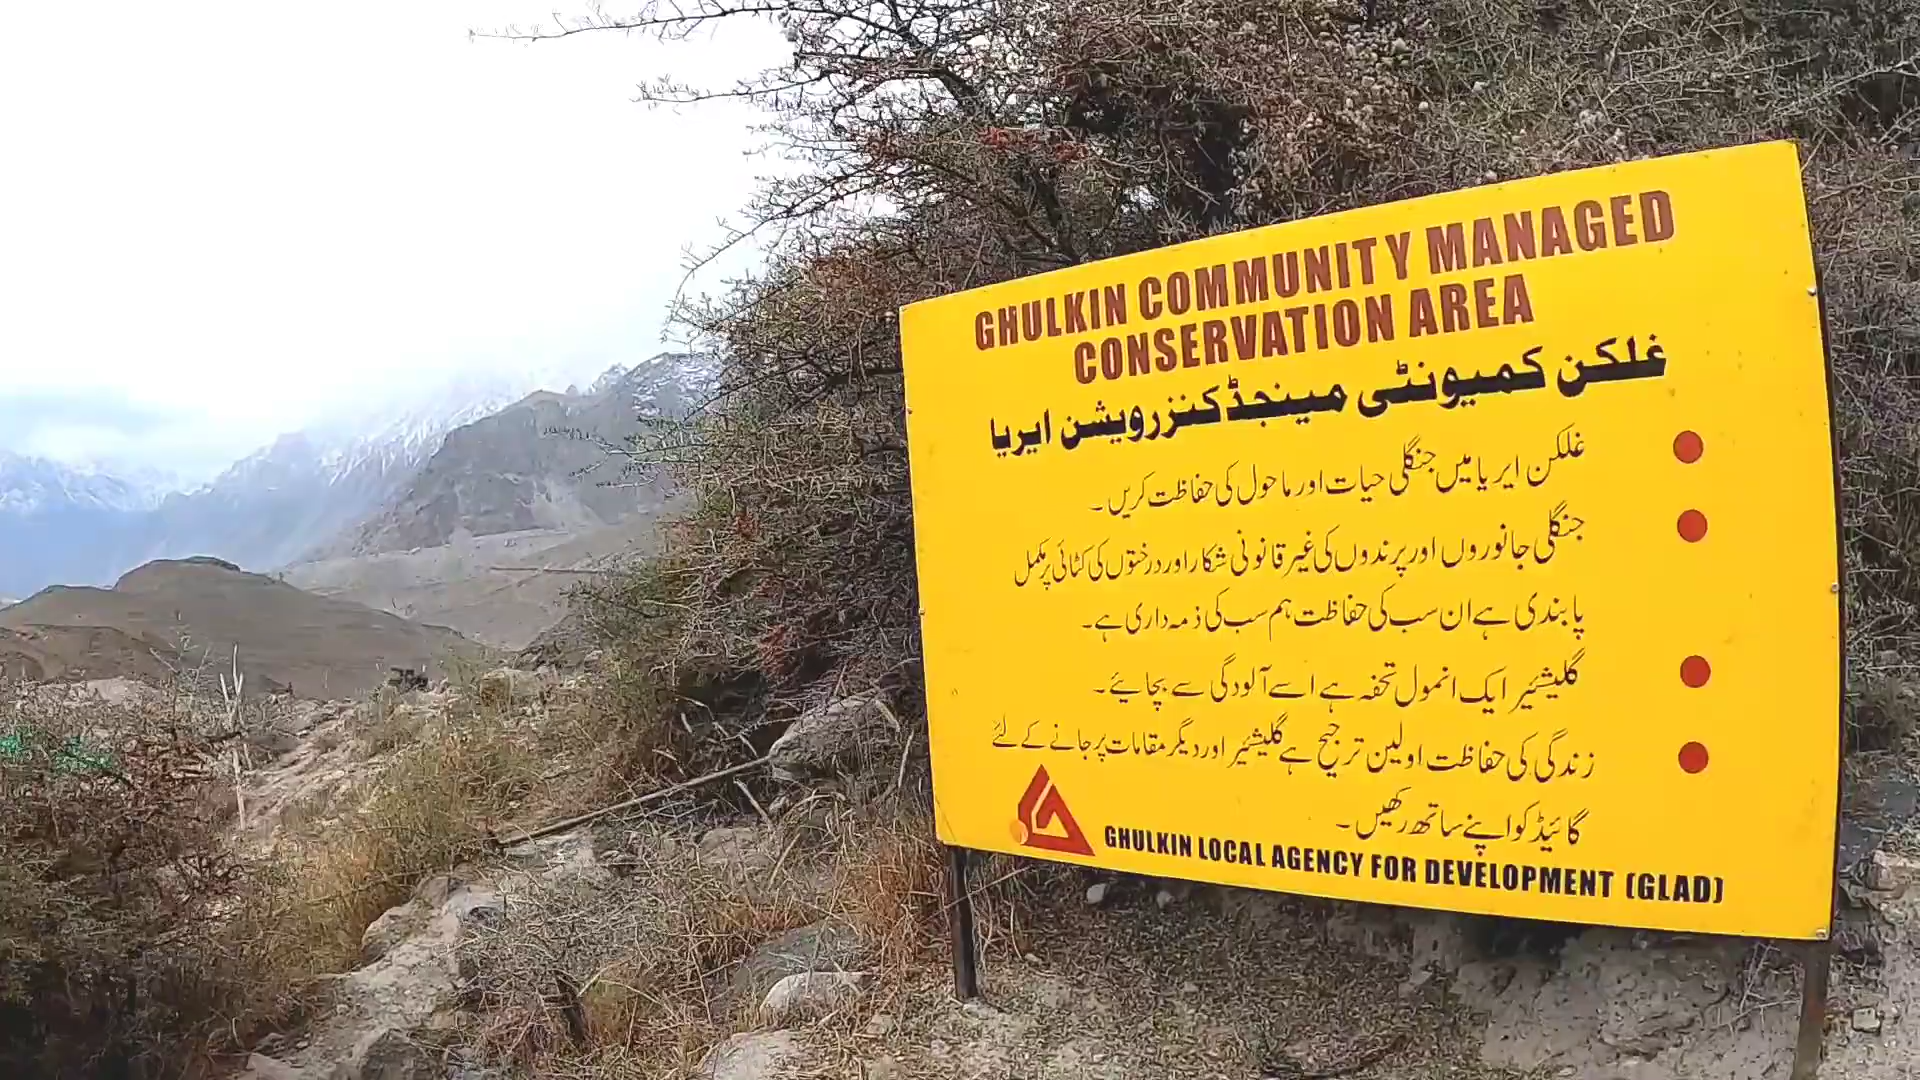 GHULKIN COMMUNITY MANAGED
CONSERVATION AREA
غلکن کمیونٹی مینجڈ کنزرویشن ایریا
غلکن ایریا میں جنگلی حیات اور ماحول کی حفاظت کریں۔
جنگلی جانوروں اور پرندوں کی غیر قانونی شکار اور درختوں کی کٹائی پر مکمل
پابندی ہے ان سب کی حفاظت ہم سب کی ذمہ داری ہے۔
گلیشئیر ایک انمول تحفہ ہے اسے آلودگی سے بچایئے۔
زندگی کی حفاظت اولین ترجیح ہے گلیشئیر اور دیگر مقامات پر جانے کے لئے
گائیڈ کو اپنے ساتھ رکھیں۔
GHULKIN LOCAL AGENCY FOR DEVELOPMENT (GLAD)